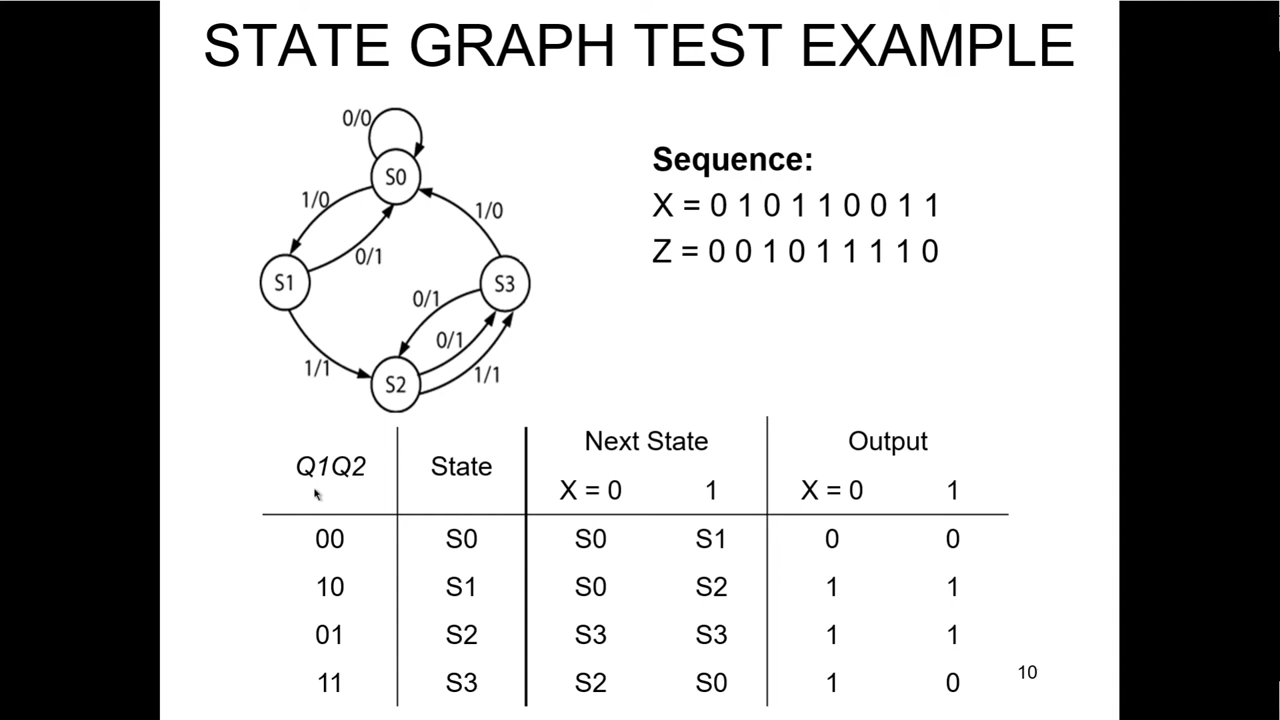 STATE GRAPH TEST EXAMPLE
0/0
S0
1/0
1/0
0/1
S1
S3
0/1
0/1
1/1
1/1
S2
Sequence:
X = 0 1 0 1 1 0 0 1 1
Z = 0 0 1 0 1 1 1 1 0
Next State Output
Q1Q2 State
X = 0 1 X = 0 1
00 S0 S0 S1 0 0
10 S1 S0 S2 1 1
01 S2 S3 S3 1 1
11 S3 S2 S0 1 0
10